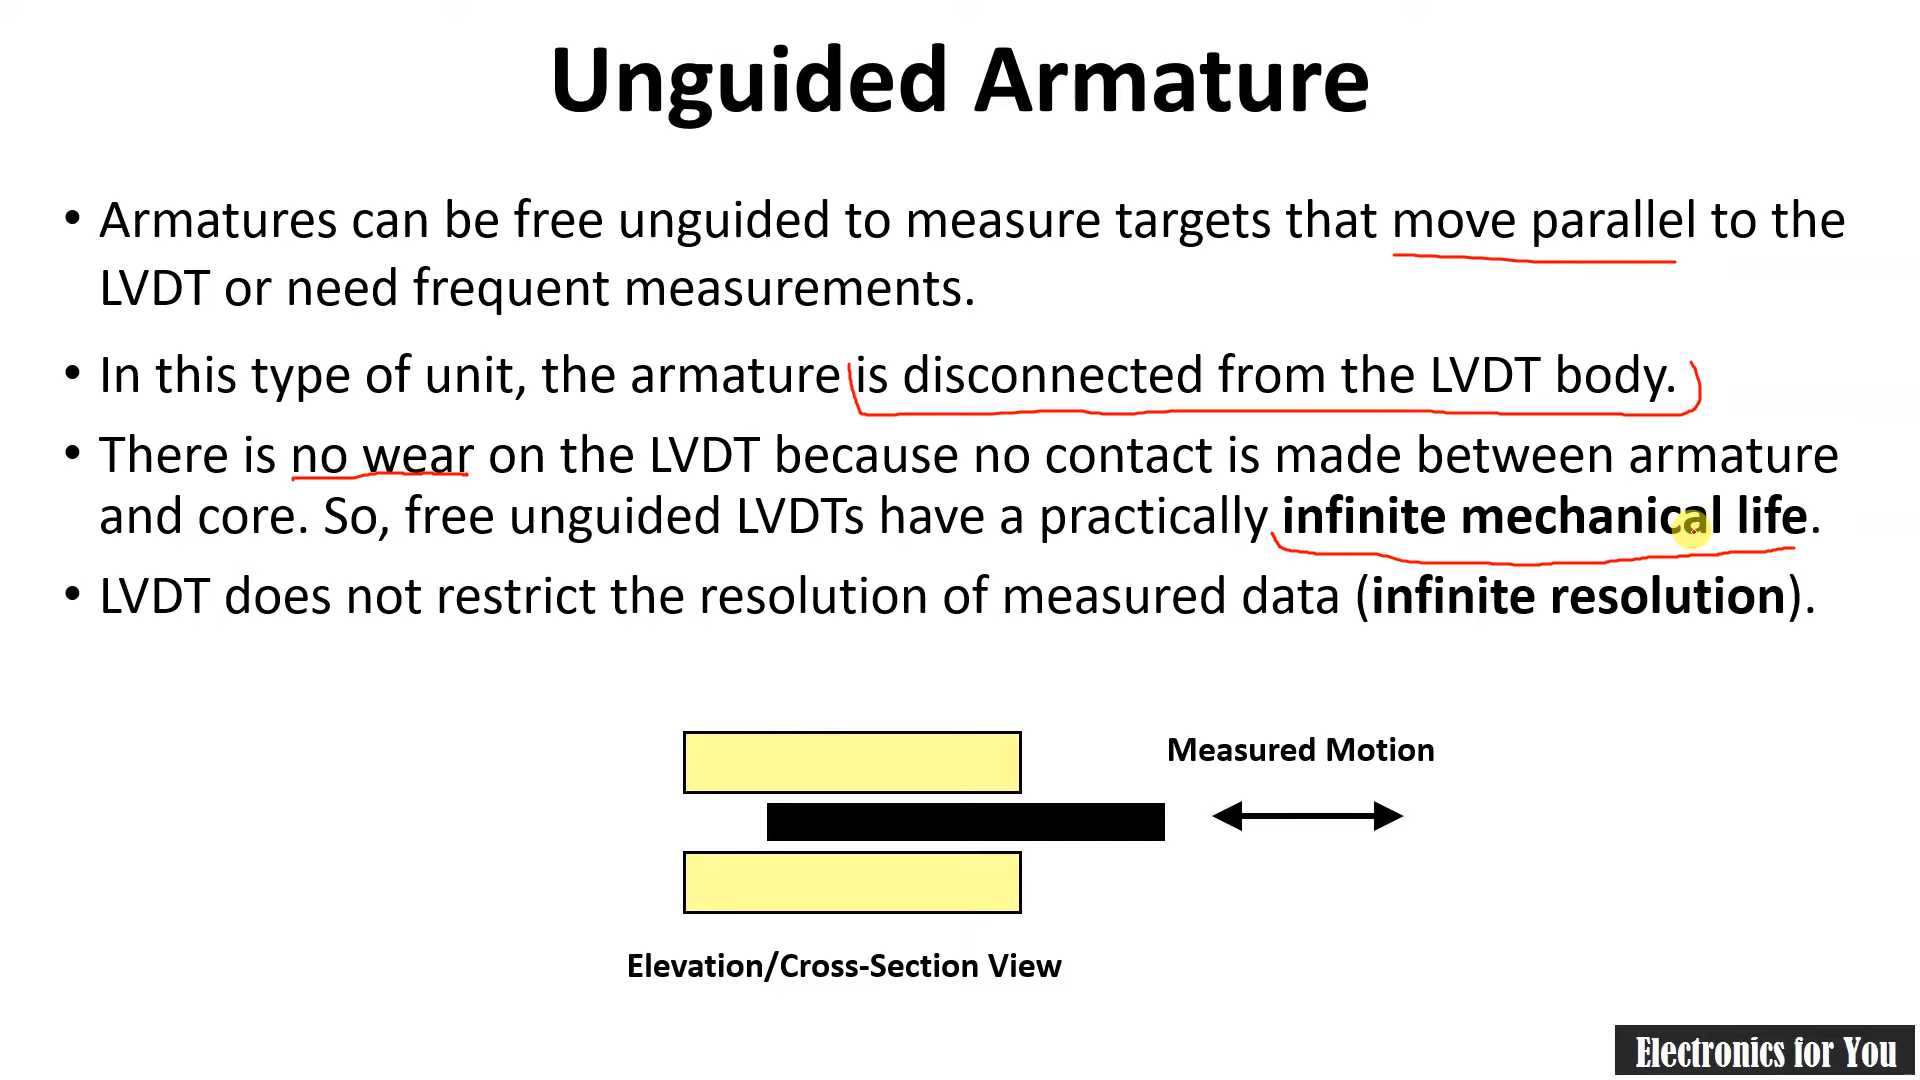 Unguided Armature
• Armatures can be free unguided to measure targets that move parallel to the
LVDT or need frequent measurements.
• In this type of unit, the armature is disconnected from the LVDT body.
• There is no wear on the LVDT because no contact is made between armature
and core. So, free unguided LVDTs have a practically infinite mechanical life.
• LVDT does not restrict the resolution of measured data (infinite resolution).
Measured Motion
Elevation/Cross-Section View
Electronics for You